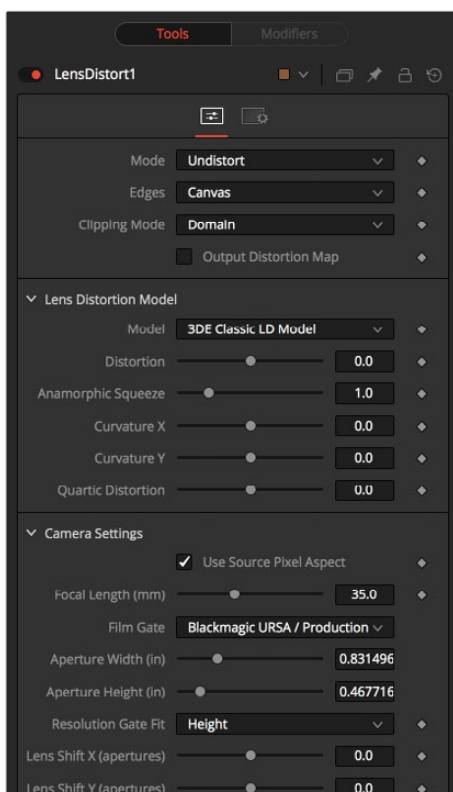 Tools Modifiers
LensDistort1
Mode Undistort
Edges Canvas
Clipping Mode Domain
Output Distortion Map
Lens Distortion Model
Model 3DE Classic LD Model
Distortion 0.0
Anamorphic Squeeze 1.0
Curvature X 0.0
Curvature Y 0.0
Quartic Distortion 0.0
Camera Settings
Use Source Pixel Aspect
Focal Length (mm) 35.0
Film Gate Blackmagic URSA / Production
Aperture Width (in) 0.831496
Aperture Height (in) 0.467716
Resolution Gate Fit Height
Lens Shift X (apertures) 0.0
Lens Shift Y (apertures) 0.0